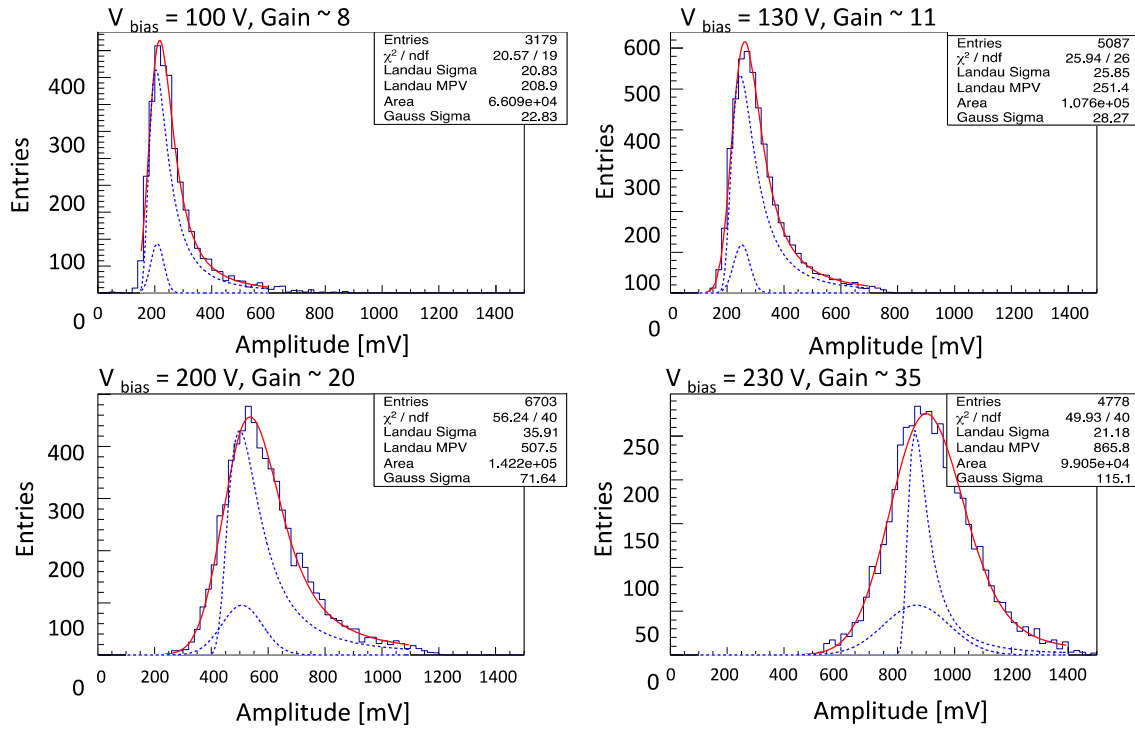 V bias = 100 V, Gain ~ 8
Entries 3179
χ² / ndf 20.57 / 19
Landau Sigma 20.83
Landau MPV 208.9
Area 6.609e+04
Gauss Sigma 22.83
400
300
200
100
0
Entries
0 200 400 600 800 1000 1200 1400
Amplitude [mV]
V bias = 130 V, Gain ~ 11
Entries 5087
χ² / ndf 25.94 / 26
Landau Sigma 25.85
Landau MPV 251.4
Area 1.076e+05
Gauss Sigma 28.27
600
500
400
300
200
100
0
Entries
0 200 400 600 800 1000 1200 1400
Amplitude [mV]
V bias = 200 V, Gain ~ 20
Entries 6703
χ² / ndf 56.24 / 40
Landau Sigma 35.91
Landau MPV 507.5
Area 1.422e+05
Gauss Sigma 71.64
400
300
200
100
0
Entries
0 200 400 600 800 1000 1200 1400
Amplitude [mV]
V bias = 230 V, Gain ~ 35
Entries 4778
χ² / ndf 49.93 / 40
Landau Sigma 21.18
Landau MPV 865.8
Area 9.905e+04
Gauss Sigma 115.1
250
200
150
100
50
0
Entries
0 200 400 600 800 1000 1200 1400
Amplitude [mV]